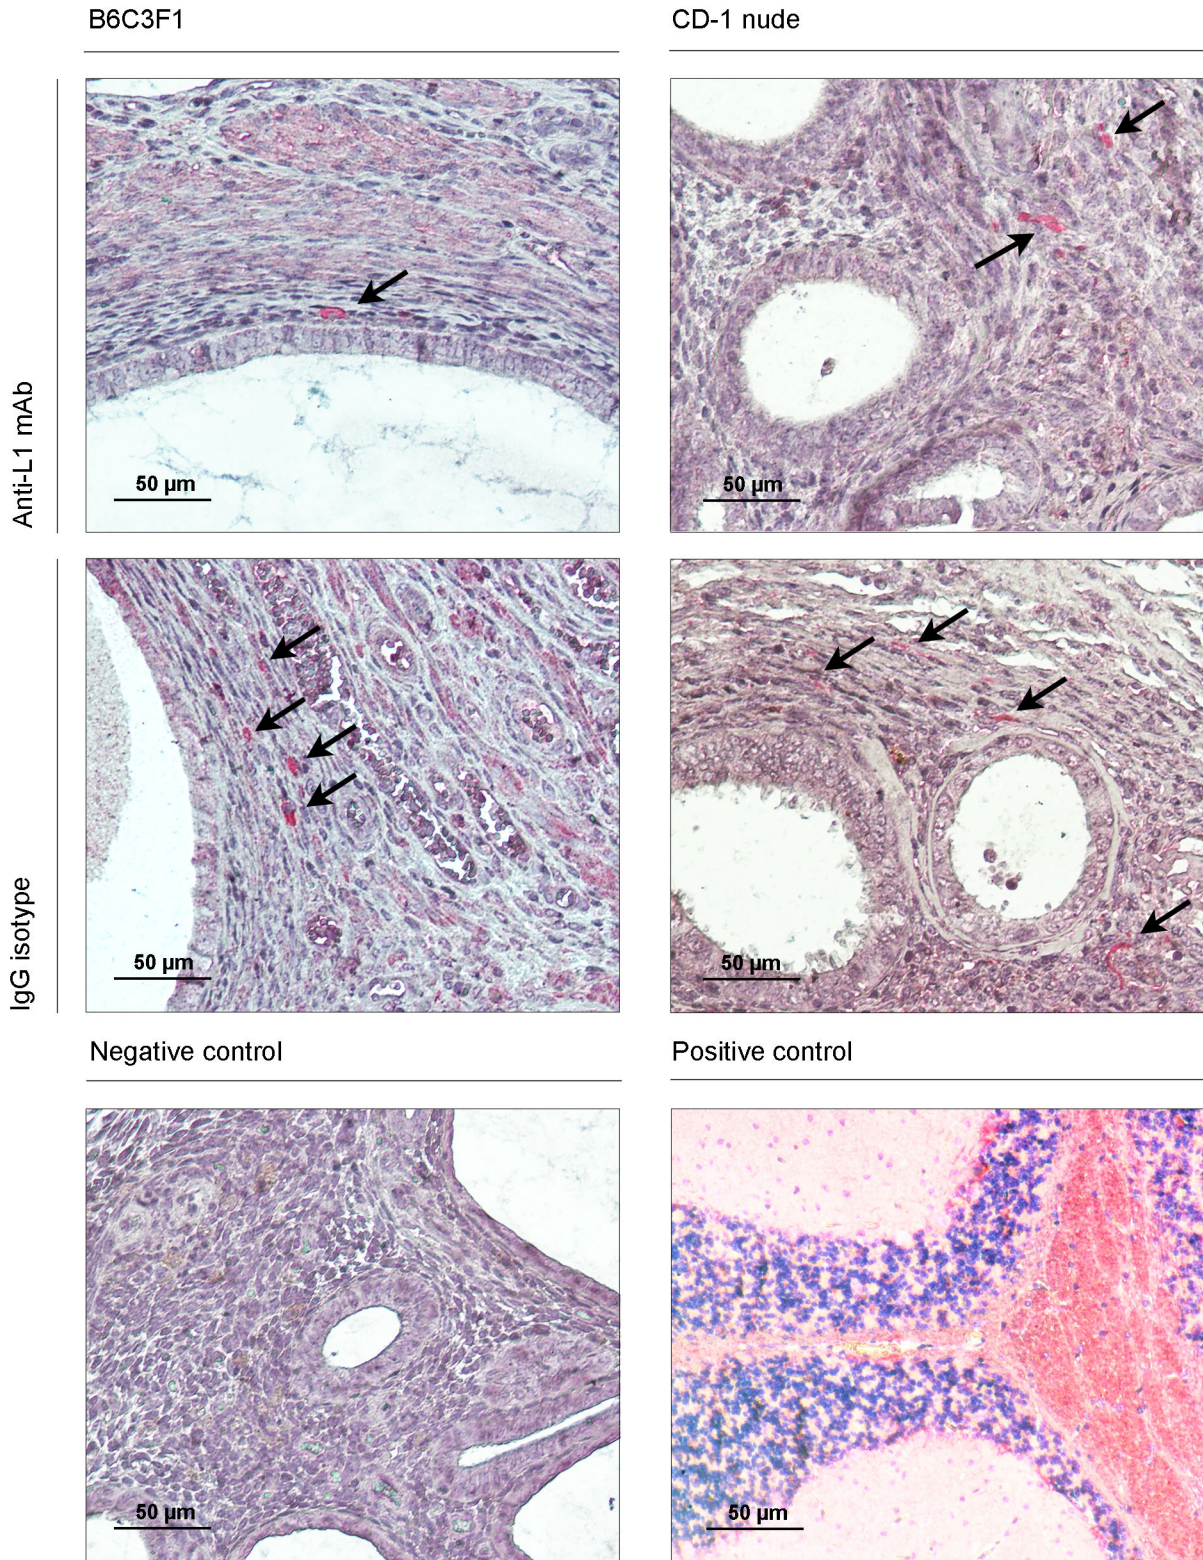 B6C3F1
CD-1 nude
Anti-L1 mAb
50 µm
50 µm
IgG isotype
50 µm
50 µm
Negative control
Positive control
50 µm
50 µm